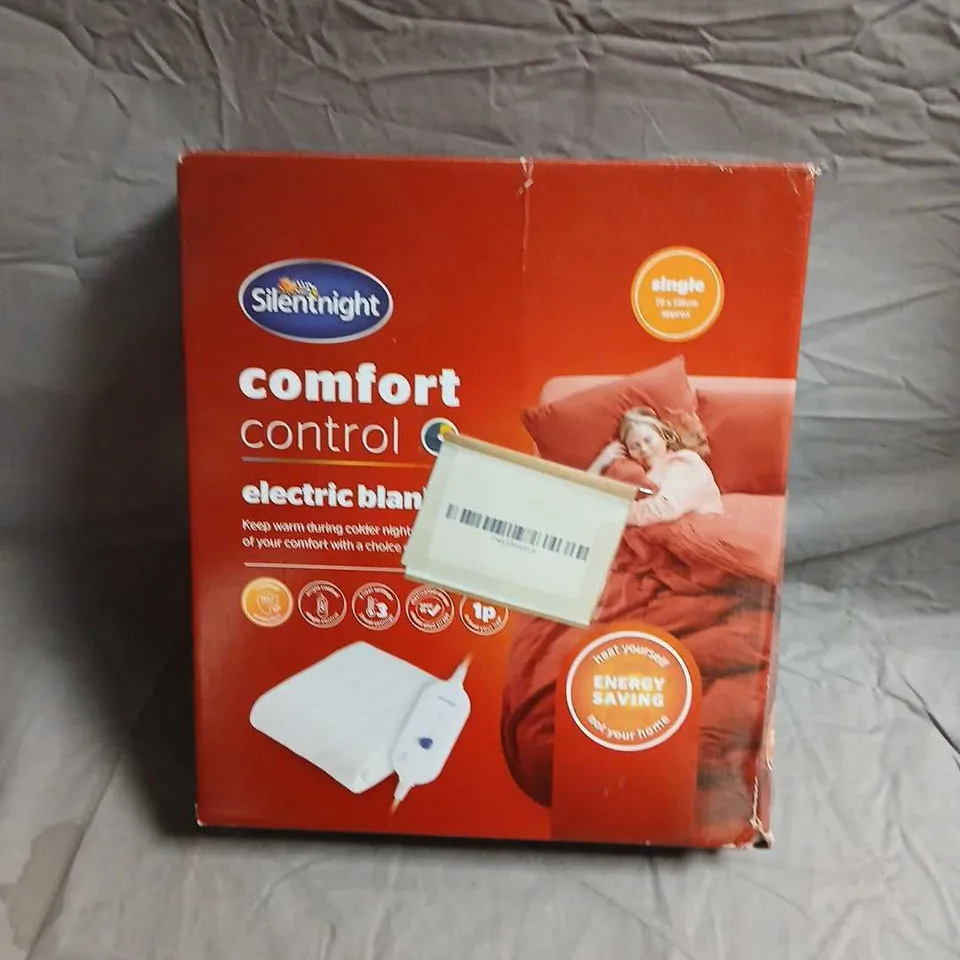 Silentnight
single
comfort
control
electric blan
Keep warm during colder night
of your comfort with a choice
3
1p
heat yourself
ENERGY
SAVING
not your home